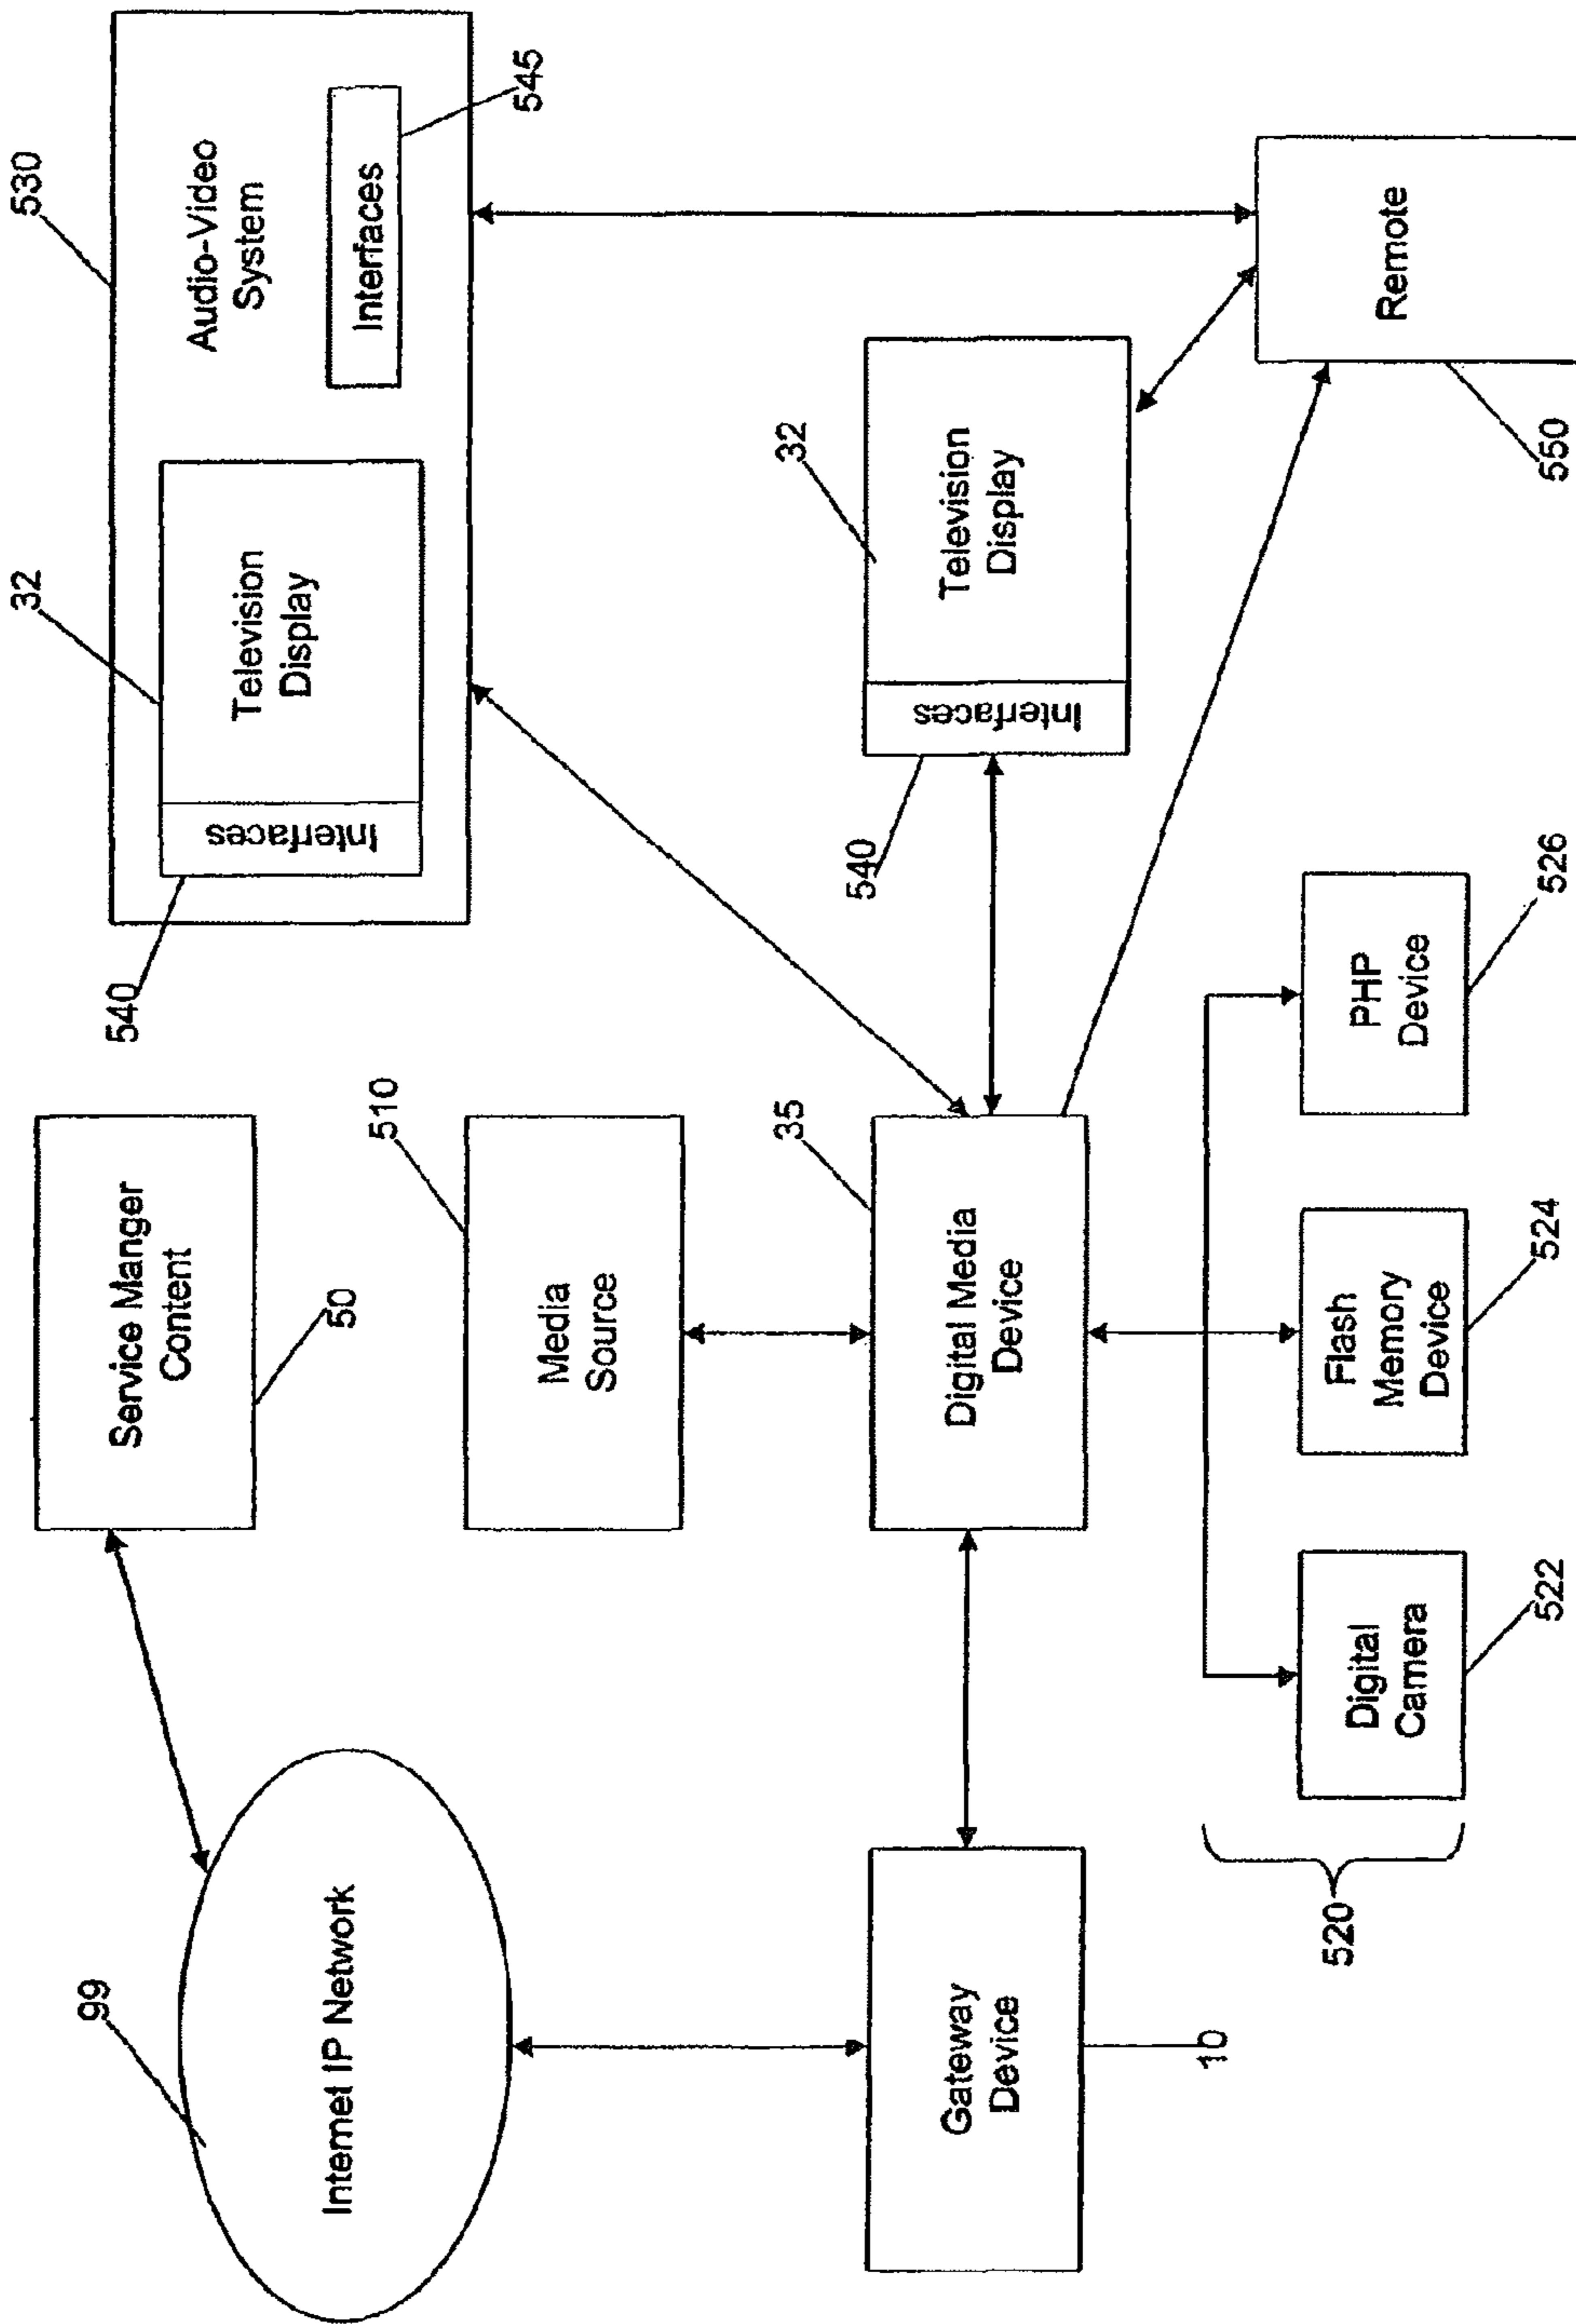 99
Internet IP Network
Service Manger
Content
50
540
32
Television
Display
Interfaces
530
Audio-Video
System
Interfaces
545
510
Media
Source
Gateway
Device
10
35
Digital Media
Device
540
Interfaces
32
Television
Display
520
Digital
Camera
522
Flash
Memory
Device
524
PHP
Device
526
Remote
550